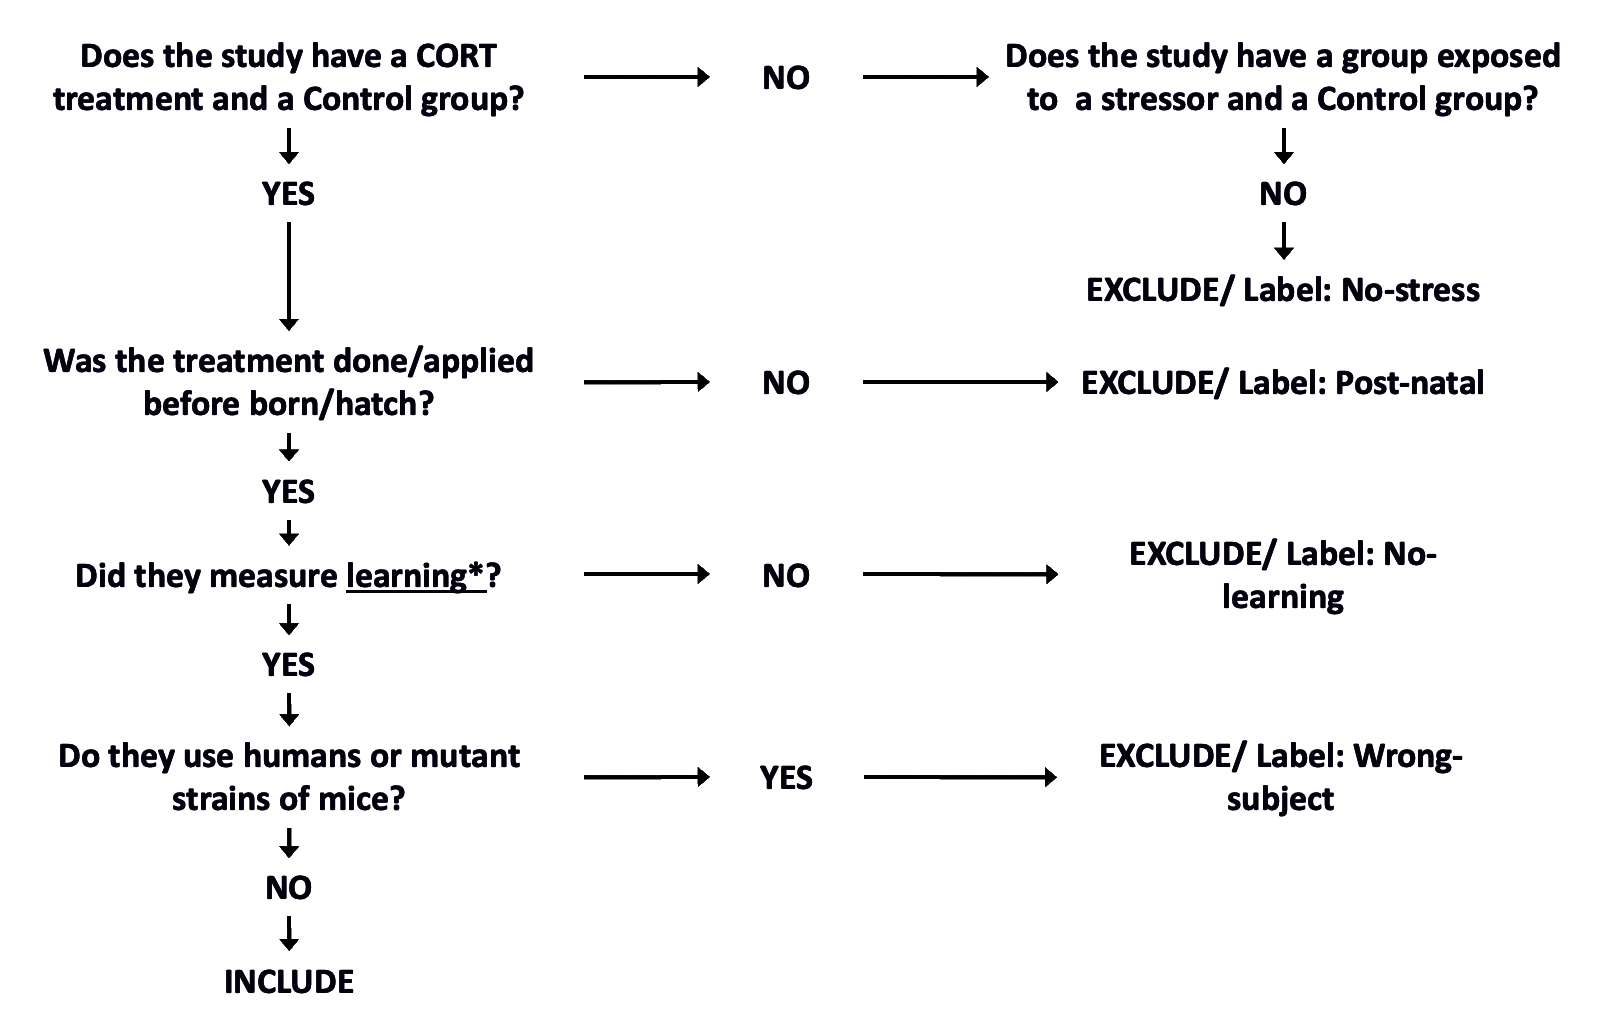 Does the study have a CORT
treatment and a Control group?
NO
Does the study have a group exposed
to a stressor and a Control group?
YES
NO
EXCLUDE/ Label: No-stress
Was the treatment done/applied
before born/hatch?
NO
EXCLUDE/ Label: Post-natal
YES
Did they measure learning*?
NO
EXCLUDE/ Label: No-
learning
YES
Do they use humans or mutant
strains of mice?
YES
EXCLUDE/ Label: Wrong-
subject
NO
INCLUDE